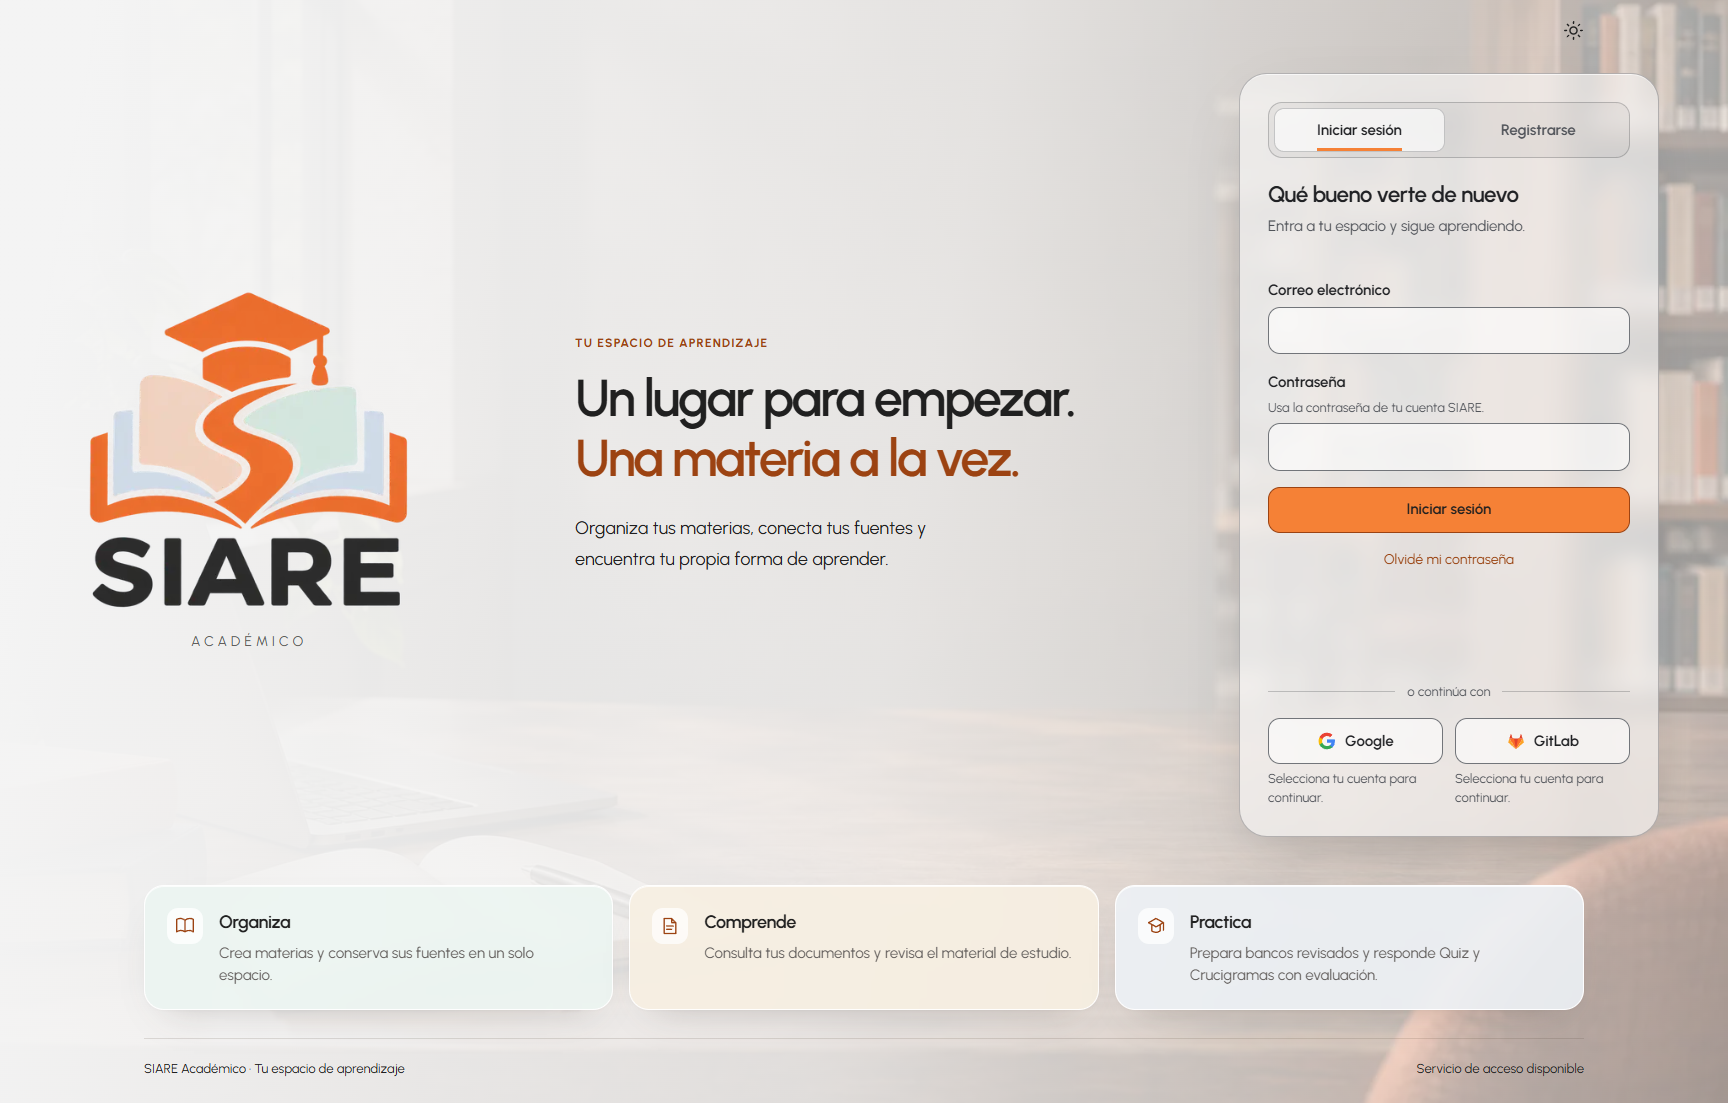 SIARE
ACADÉMICO
TU ESPACIO DE APRENDIZAJE
Un lugar para empezar.
Una materia a la vez.
Organiza tus materias, conecta tus fuentes y
encuentra tu propia forma de aprender.
Iniciar sesión
Registrarse
Qué bueno verte de nuevo
Entra a tu espacio y sigue aprendiendo.
Correo electrónico
Contraseña
Usa la contraseña de tu cuenta SIARE.
Iniciar sesión
Olvidé mi contraseña
o continúa con
Google
GitLab
Selecciona tu cuenta para
continuar.
Selecciona tu cuenta para
continuar.
Organiza
Crea materias y conserva sus fuentes en un solo
espacio.
Comprende
Consulta tus documentos y revisa el material de estudio.
Practica
Prepara bancos revisados y responde Quiz y
Crucigramas con evaluación.
SIARE Académico · Tu espacio de aprendizaje
Servicio de acceso disponible